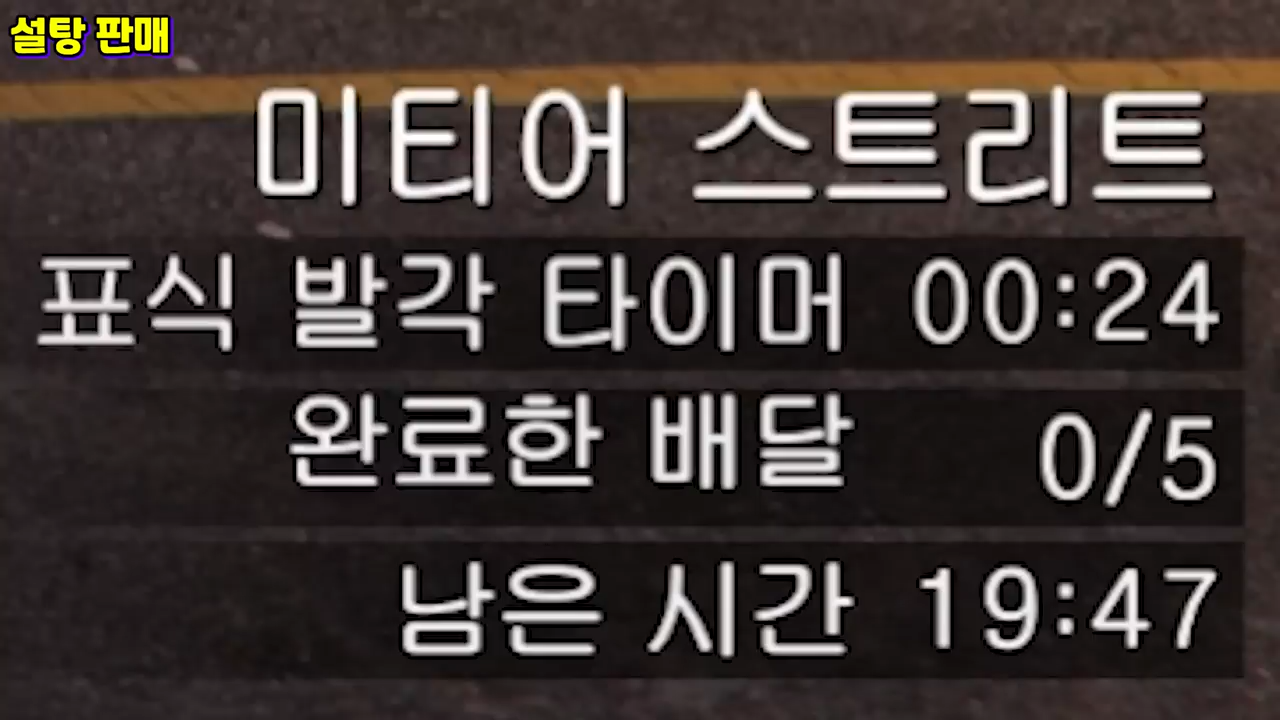 설탕 판매
미티어 스트리트
표식 발각 타이머 00:24
완료한 배달 0/5
남은 시간 19:47